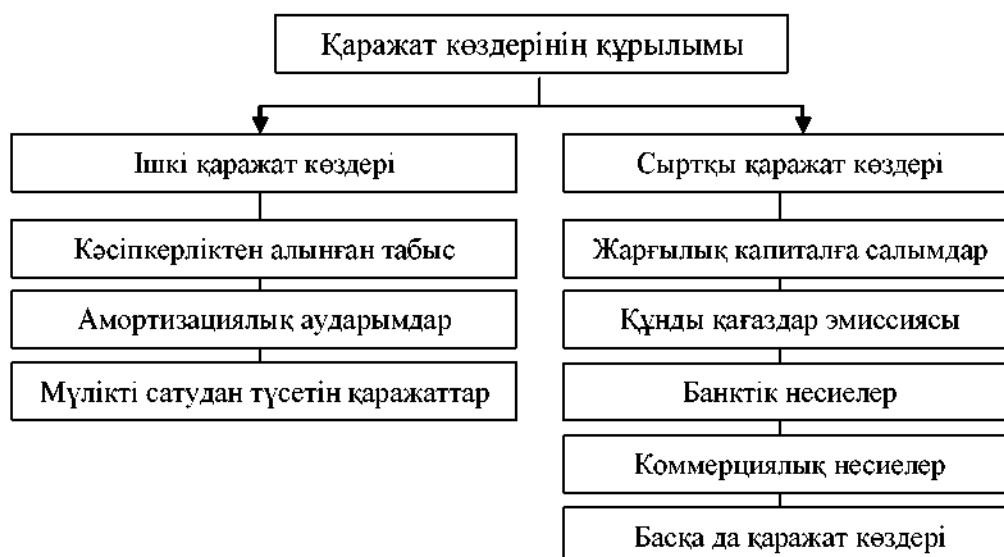 Қаражат көздерінің құрылымы
Ішкі қаражат көздері
Кәсіпкерліктен алынған табыс
Амортизациялық аударымдар
Мүлікті сатудан түсетін қаражаттар
Сыртқы қаражат көздері
Жарғылық капиталға салымдар
Құнды қағаздар эмиссиясы
Банктік несиелер
Коммерциялық несиелер
Басқа да қаражат көздері